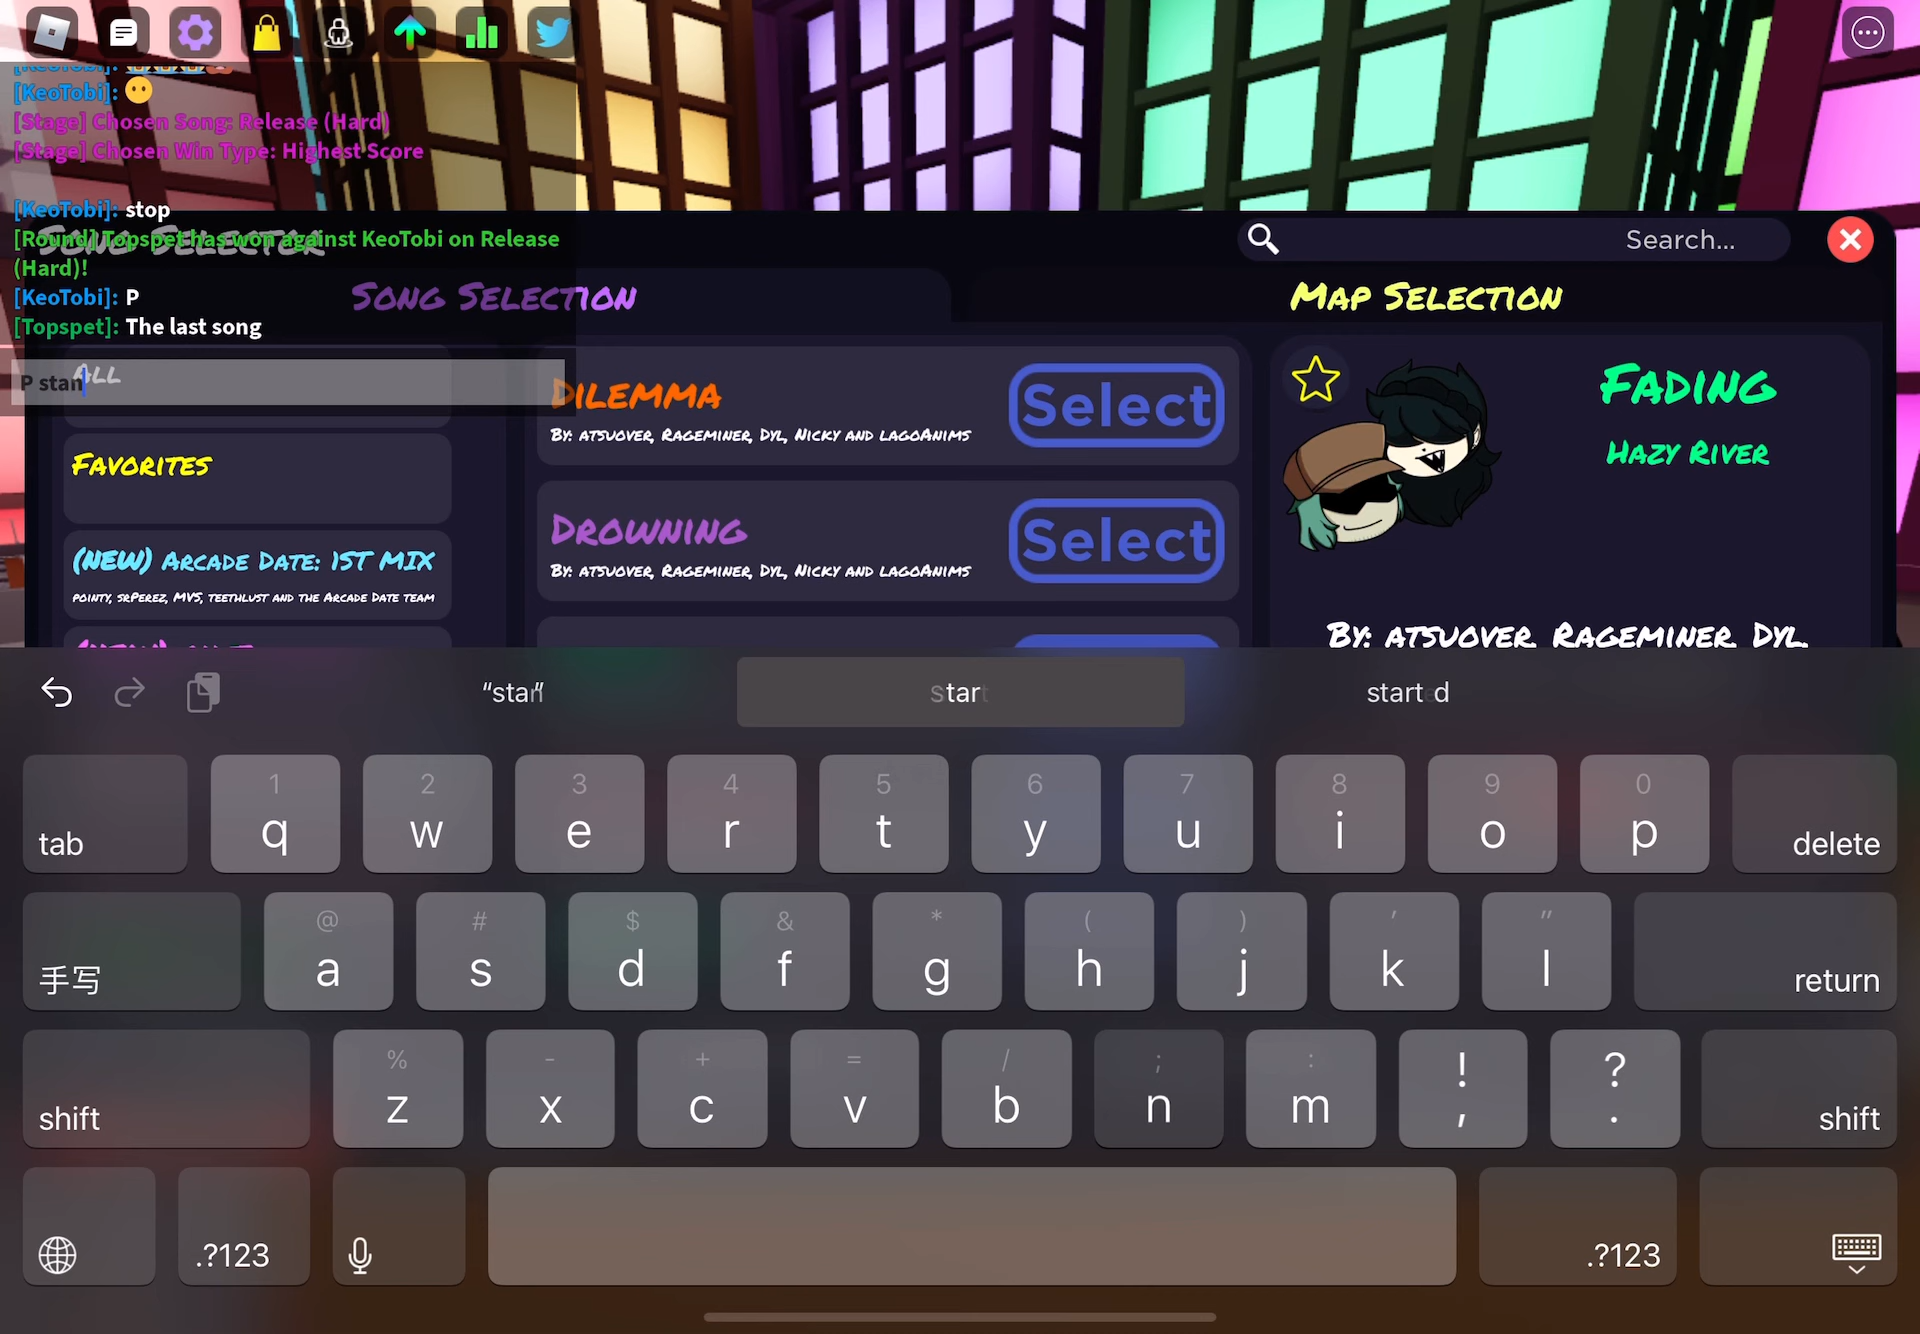 [KeoTobi]:
[KeoTobi]: 😶
[Stage] Chosen Song: Release (Hard)
[Stage] Chosen Win Type: Highest Score
[KeoTobi]: stop
[Round] Topspet has won against KeoTobi on Release
(Hard)!
[KeoTobi]: P
[Topspet]: The last song
P stan
Song Selector
Search...
Song Selection
Map Selection
All
Favorites
(NEW) Arcade Date: 1ST MIX
pointy, srPerez, MVS, teethlust and the Arcade Date team
Dilemma
By: atsuover, Rageminer, Dyl, Nicky and lagoAnims
Select
Drowning
By: atsuover, Rageminer, Dyl, Nicky and lagoAnims
Select
Fading
Hazy River
By: atsuover, Rageminer, Dyl,
"stan"
Start
started
tab
1 2 3 4 5 6 7 8 9 0
q w e r t y u i o p
delete
@ # $ & * ( ) ' "
手写
a s d f g h j k l
return
% - + = / ; : ! ?
shift
z x c v b n m , .
shift
.?123
.?123